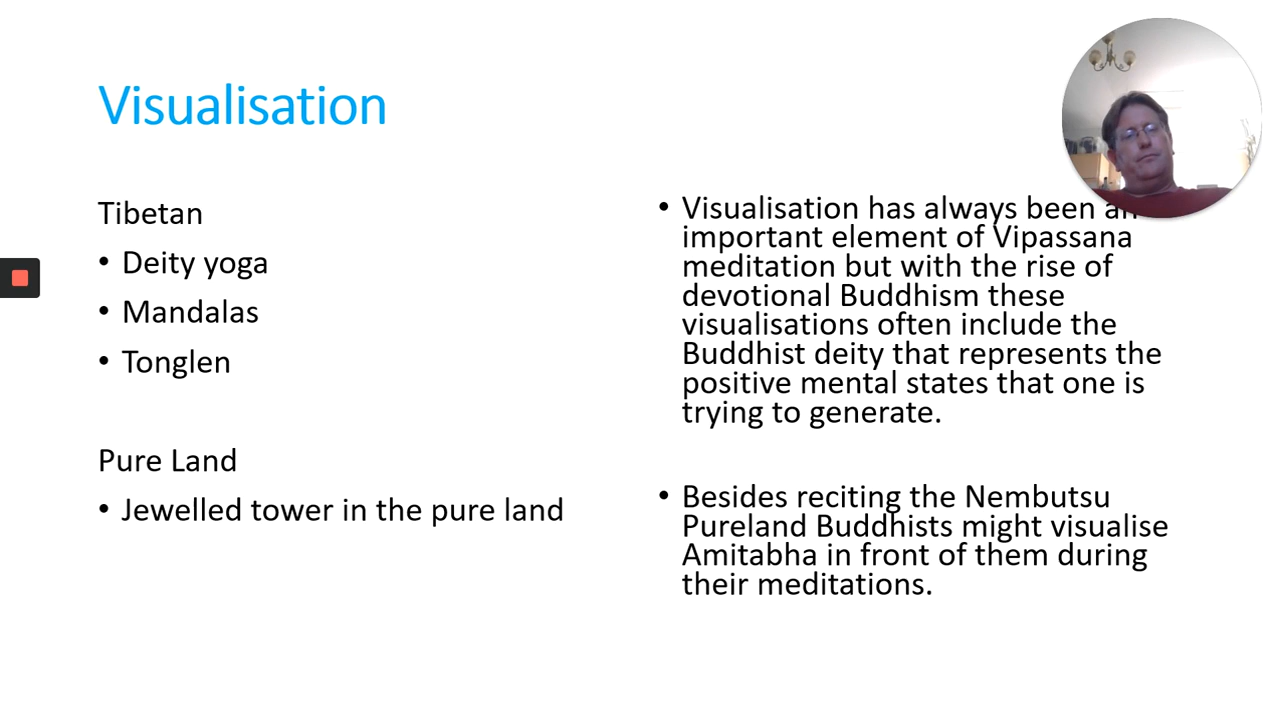 Visualisation
Tibetan
• Deity yoga
• Mandalas
• Tonglen
Pure Land
• Jewelled tower in the pure land
• Visualisation has always been an
important element of Vipassana
meditation but with the rise of
devotional Buddhism these
visualisations often include the
Buddhist deity that represents the
positive mental states that one is
trying to generate.
• Besides reciting the Nembutsu
Pureland Buddhists might visualise
Amitabha in front of them during
their meditations.